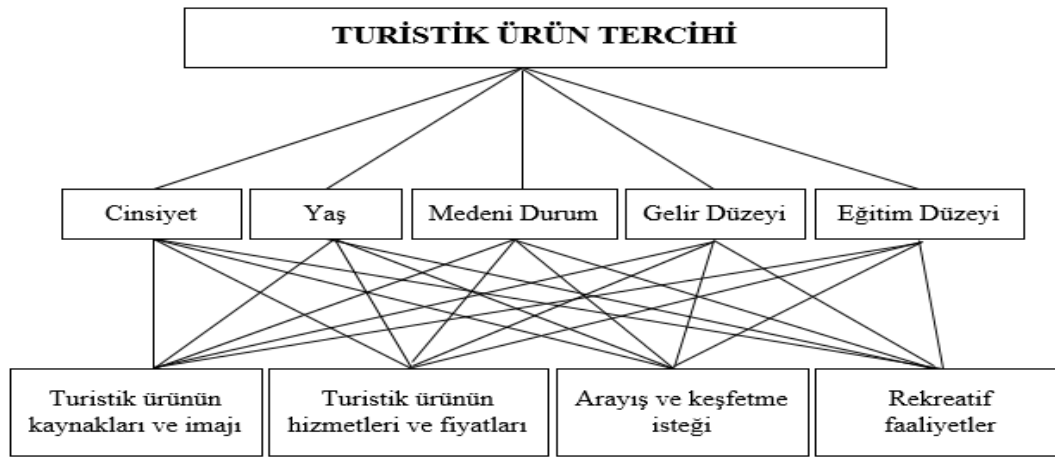 TURİSTİK ÜRÜN TERCİHİ
Cinsiyet
Yaş
Medeni Durum
Gelir Düzeyi
Eğitim Düzeyi
Turistik ürünün
kaynakları ve imajı
Turistik ürünün
hizmetleri ve fiyatları
Arayış ve keşfetme
isteği
Rekreatif
faaliyetler